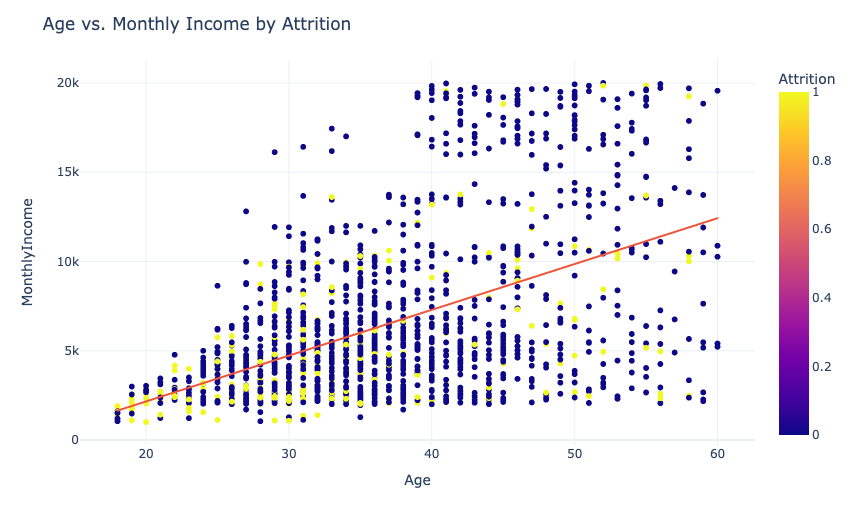 Age vs. Monthly Income by Attrition
Attrition
MonthlyIncome
20k
15k
10k
5k
0
20
30
40
50
60
Age
1
0.8
0.6
0.4
0.2
0